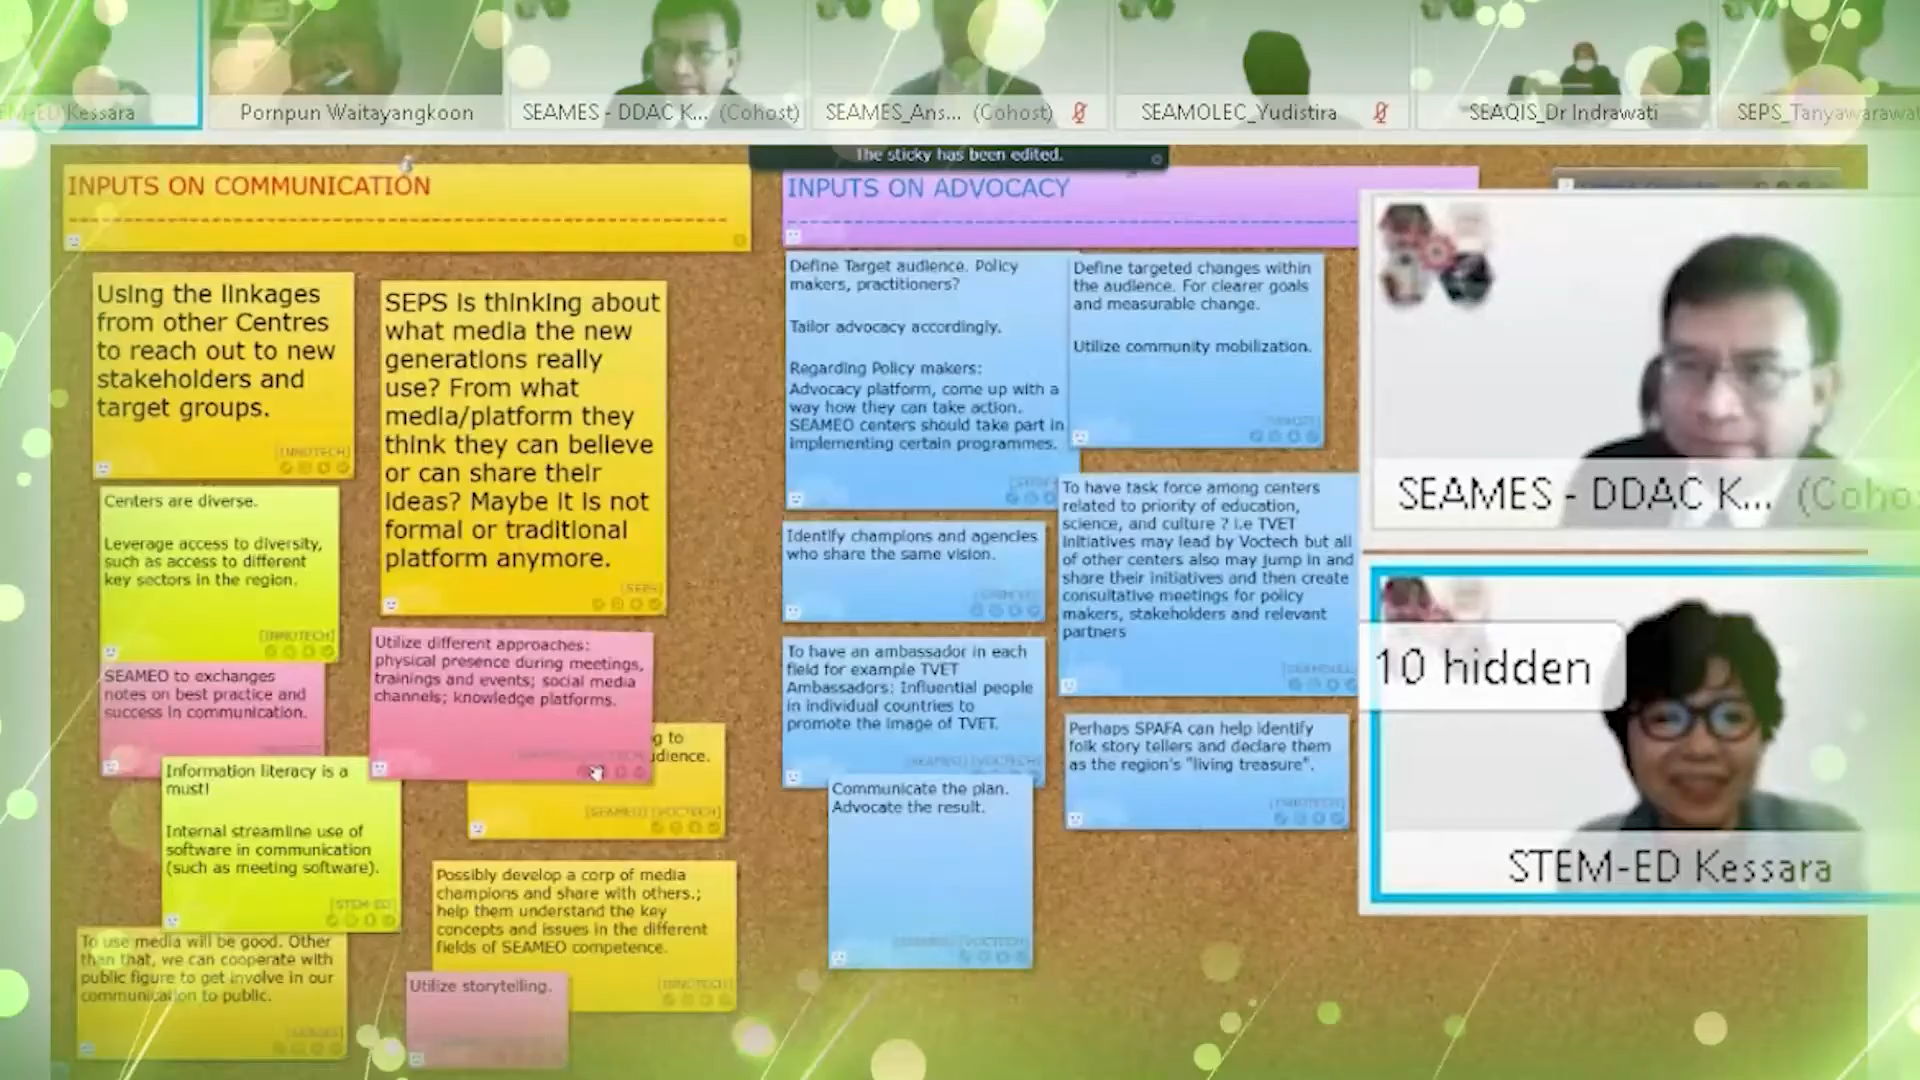 Kessara
Pornpun Waitayangkoon
SEAMES - DDAC K... (Cohost)
SEAMES_Ans... (Cohost)
SEAMOLEC_Yudistira
SEAQIS_Dr Indrawati
SEPS_Tanyawarawat
The sticky has been edited.
INPUTS ON COMMUNICATION
Using the linkages
from other Centres
to reach out to new
stakeholders and
target groups.
[INNOTECH]
SEPS is thinking about
what media the new
generations really
use? From what
media/platform they
think they can believe
or can share their
ideas? Maybe it is not
formal or traditional
platform anymore.
[SEPS]
Centers are diverse.
Leverage access to diversity,
such as access to different
key sectors in the region.
[INNOTECH]
SEAMEO to exchanges
notes on best practice and
success in communication.
Utilize different approaches:
physical presence during meetings,
trainings and events; social media
channels; knowledge platforms.
g to
dience.
[SEAMEO] [VOCTECH]
Information literacy is a
must!
Internal streamline use of
software in communication
(such as meeting software).
[STEM-ED]
Possibly develop a corp of media
champions and share with others.;
help them understand the key
concepts and issues in the different
fields of SEAMEO competence.
[INNOTECH]
To use media will be good. Other
than that, we can cooperate with
public figure to get involve in our
communication to public.
Utilize storytelling.
INPUTS ON ADVOCACY
Define Target audience. Policy
makers, practitioners?
Tailor advocacy accordingly.
Regarding Policy makers:
Advocacy platform, come up with a
way how they can take action.
SEAMEO centers should take part in
implementing certain programmes.
Define targeted changes within
the audience. For clearer goals
and measurable change.
Utilize community mobilization.
Identify champions and agencies
who share the same vision.
To have task force among centers
related to priority of education,
science, and culture ? i.e TVET
initiatives may lead by Voctech but all
of other centers also may jump in and
share their initiatives and then create
consultative meetings for policy
makers, stakeholders and relevant
partners
To have an ambassador in each
field for example TVET
Ambassadors: Influential people
in individual countries to
promote the image of TVET.
[SEAMEO] [VOCTECH]
Perhaps SPAFA can help identify
folk story tellers and declare them
as the region's "living treasure".
[INNOTECH]
Communicate the plan.
Advocate the result.
[SEAMEO] [VOCTECH]
SEAMES - DDAC K... (Coho
10 hidden
STEM-ED Kessara